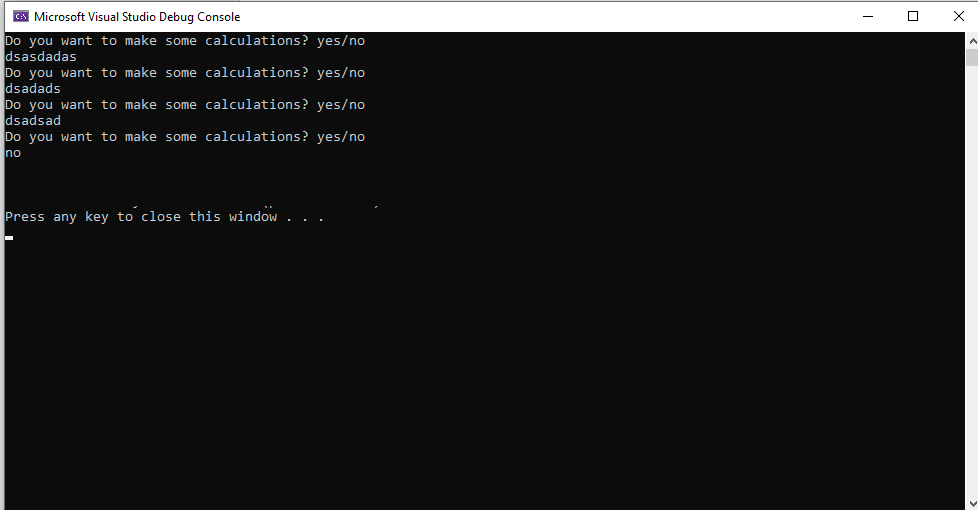 Microsoft Visual Studio Debug Console
Do you want to make some calculations? yes/no
dsasdadas
Do you want to make some calculations? yes/no
dsadads
Do you want to make some calculations? yes/no
dsadsad
Do you want to make some calculations? yes/no
no
Press any key to close this window . . .